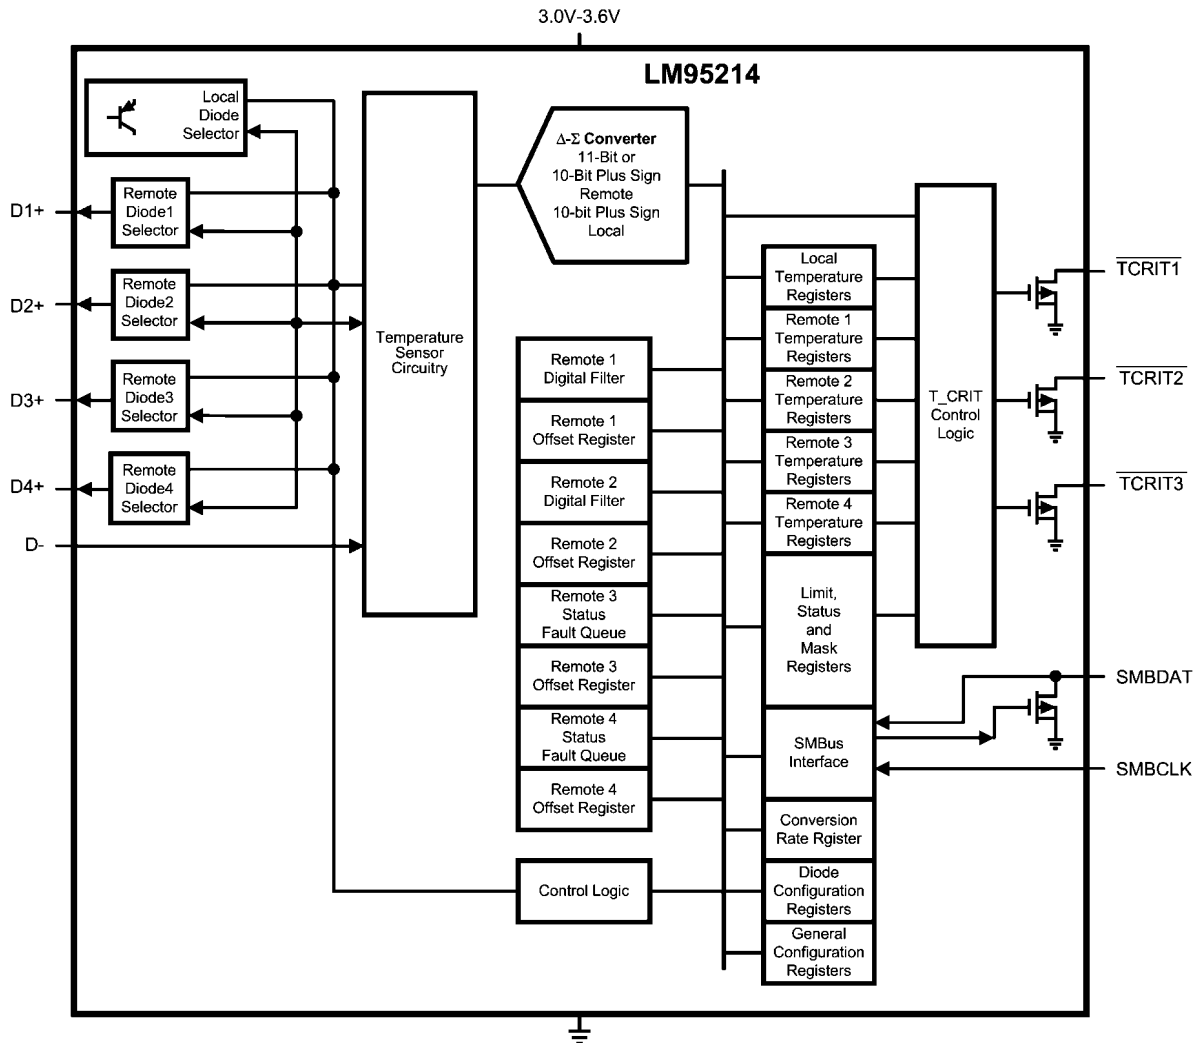 3.0V-3.6V
LM95214
Local
Diode
Selector
Remote
Diode1
Selector
Remote
Diode2
Selector
Remote
Diode3
Selector
Remote
Diode4
Selector
D1+
D2+
D3+
D4+
D-
Temperature
Sensor
Circuitry
Δ-Σ Converter
11-Bit or
10-Bit Plus Sign
Remote
10-bit Plus Sign
Local
Remote 1
Digital Filter
Remote 1
Offset Register
Remote 2
Digital Filter
Remote 2
Offset Register
Remote 3
Status
Fault Queue
Remote 3
Offset Register
Remote 4
Status
Fault Queue
Remote 4
Offset Register
Control Logic
Local
Temperature
Registers
Remote 1
Temperature
Registers
Remote 2
Temperature
Registers
Remote 3
Temperature
Registers
Remote 4
Temperature
Registers
Limit,
Status
and
Mask
Registers
SMBus
Interface
Conversion
Rate Rgister
Diode
Configuration
Registers
General
Configuration
Registers
T_CRIT
Control
Logic
TCRIT1
TCRIT2
TCRIT3
SMBDAT
SMBCLK